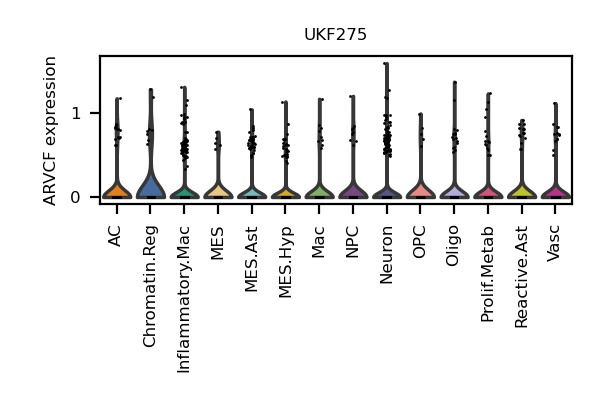 UKF275
ARVCF expression
1
0
AC
Chromatin.Reg
Inflammatory.Mac
MES
MES.Ast
MES.Hyp
Mac
NPC
Neuron
OPC
Oligo
Prolif.Metab
Reactive.Ast
Vasc